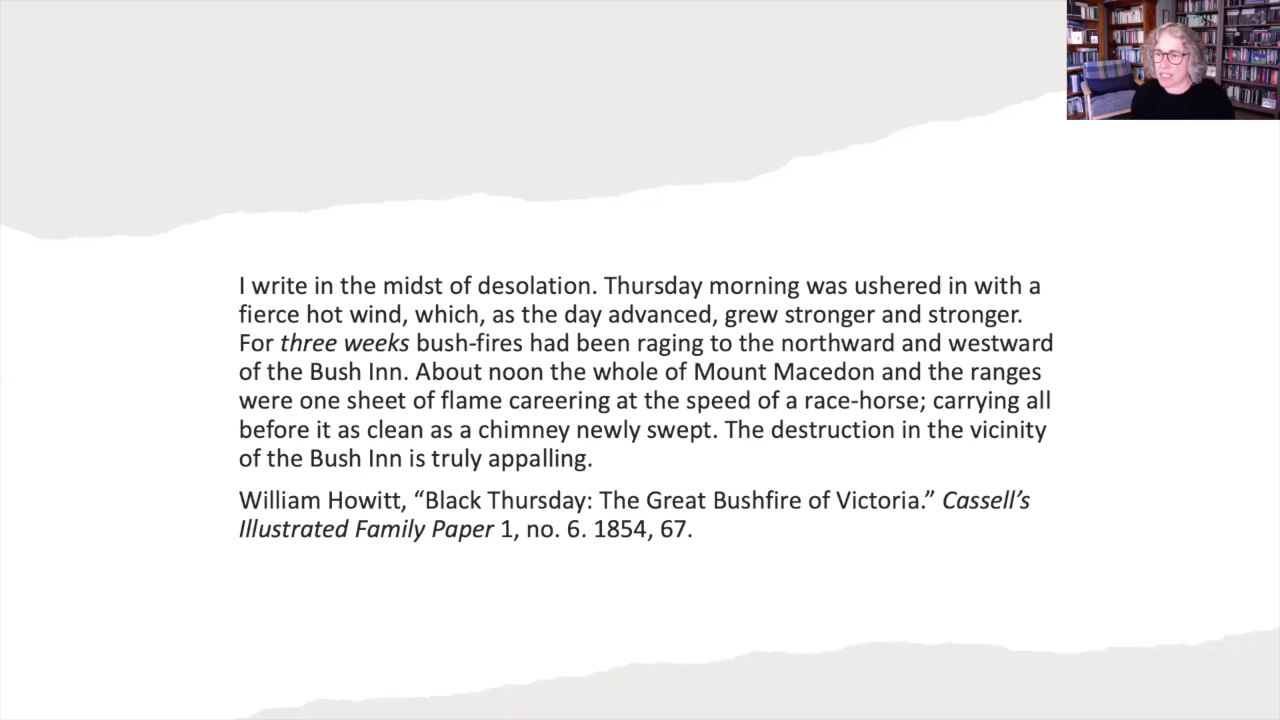 I write in the midst of desolation. Thursday morning was ushered in with a
fierce hot wind, which, as the day advanced, grew stronger and stronger.
For three weeks bush-fires had been raging to the northward and westward
of the Bush Inn. About noon the whole of Mount Macedon and the ranges
were one sheet of flame careering at the speed of a race-horse; carrying all
before it as clean as a chimney newly swept. The destruction in the vicinity
of the Bush Inn is truly appalling.
William Howitt, “Black Thursday: The Great Bushfire of Victoria.” Cassell’s
Illustrated Family Paper 1, no. 6. 1854, 67.